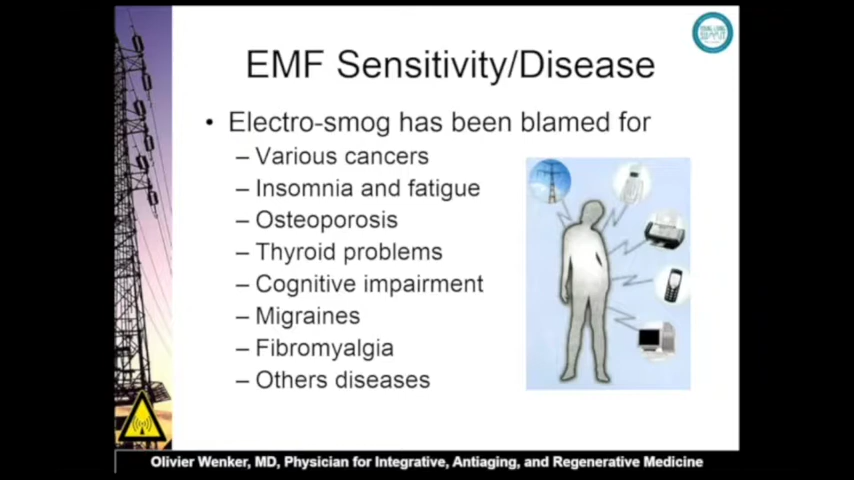 EMF Sensitivity/Disease
• Electro-smog has been blamed for
– Various cancers
– Insomnia and fatigue
– Osteoporosis
– Thyroid problems
– Cognitive impairment
– Migraines
– Fibromyalgia
– Others diseases
Olivier Wenker, MD, Physician for Integrative, Antiaging, and Regenerative Medicine